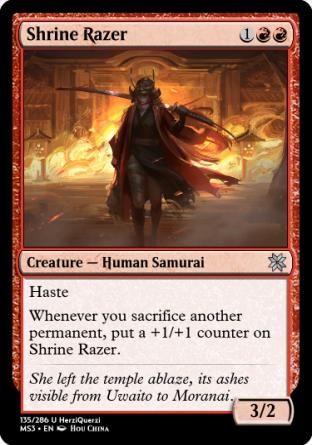 Shrine Razer 1
Creature — Human Samurai
Haste
Whenever you sacrifice another
permanent, put a +1/+1 counter on
Shrine Razer.
She left the temple ablaze, its ashes
visible from Uwaito to Moranai.
3/2
135/286 U HerziQuerzi
MS3 • EN Hou China